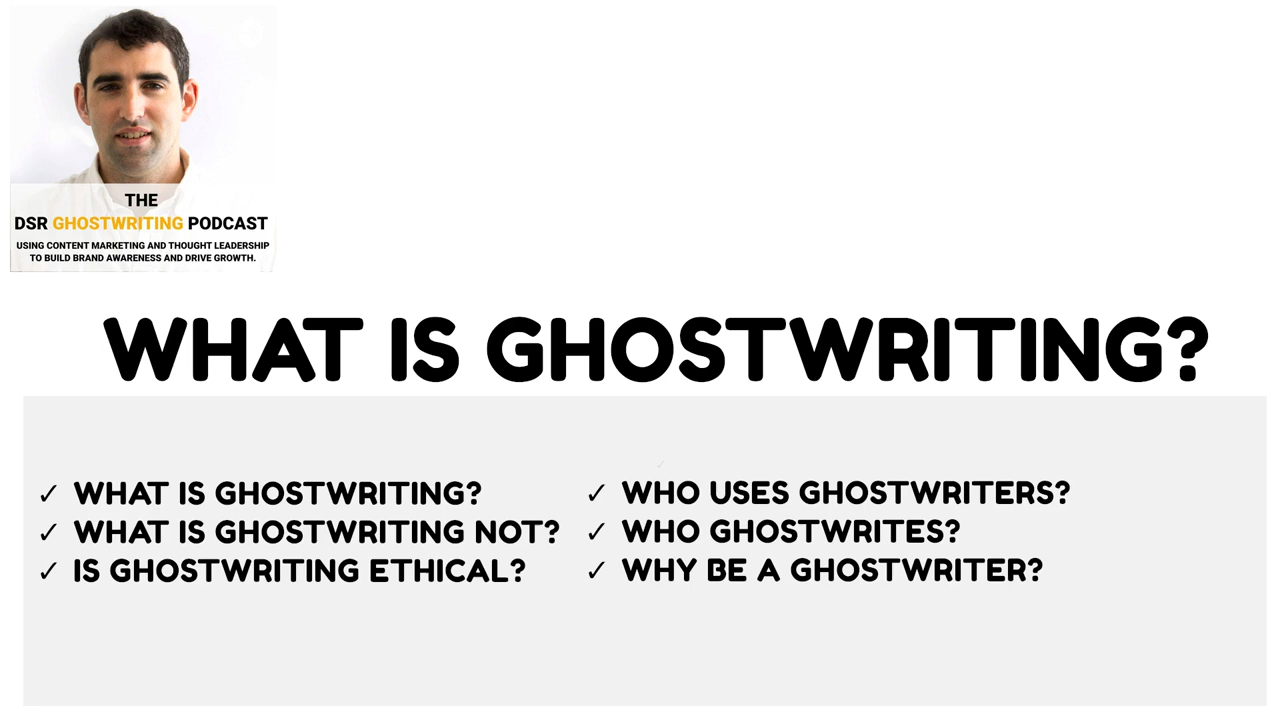 THE
DSR GHOSTWRITING PODCAST
USING CONTENT MARKETING AND THOUGHT LEADERSHIP
TO BUILD BRAND AWARENESS AND DRIVE GROWTH.
WHAT IS GHOSTWRITING?
✓ WHAT IS GHOSTWRITING?
✓ WHAT IS GHOSTWRITING NOT?
✓ IS GHOSTWRITING ETHICAL?
✓ WHO USES GHOSTWRITERS?
✓ WHO GHOSTWRITES?
✓ WHY BE A GHOSTWRITER?